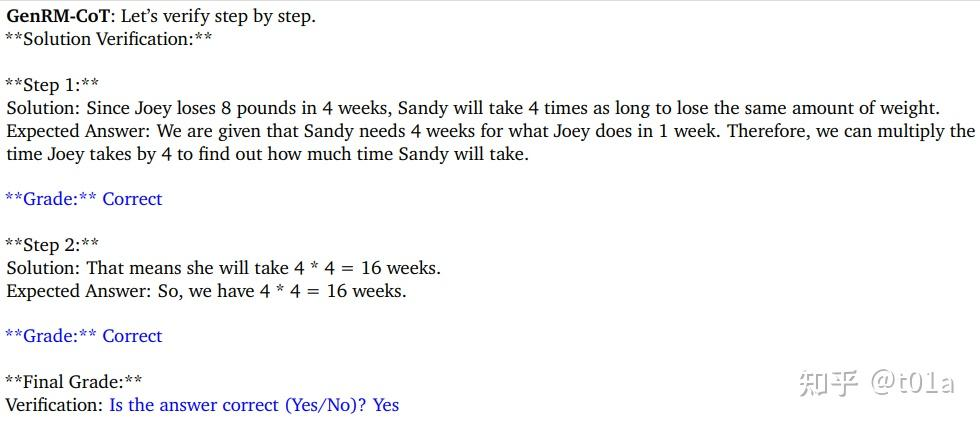 GenRM-CoT: Let's verify step by step.
**Solution Verification:**
**Step 1:**
Solution: Since Joey loses 8 pounds in 4 weeks, Sandy will take 4 times as long to lose the same amount of weight.
Expected Answer: We are given that Sandy needs 4 weeks for what Joey does in 1 week. Therefore, we can multiply the
time Joey takes by 4 to find out how much time Sandy will take.
**Grade:** Correct
**Step 2:**
Solution: That means she will take 4 * 4 = 16 weeks.
Expected Answer: So, we have 4 * 4 = 16 weeks.
**Grade:** Correct
**Final Grade:**
Verification: Is the answer correct (Yes/No)? Yes
知乎 @t01a